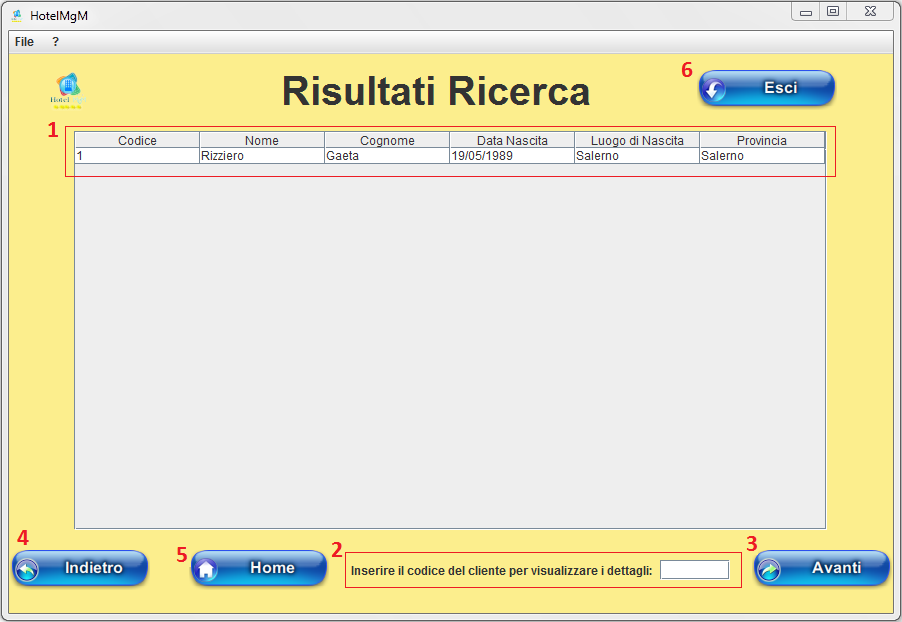 HotelMgM
File ?
Hotel
Risultati Ricerca
6
Esci
1
Codice Nome Cognome Data Nascita Luogo di Nascita Provincia
1 Rizziero Gaeta 19/05/1989 Salerno Salerno
4
Indietro
5
Home
2
Inserire il codice del cliente per visualizzare i dettagli:
3
Avanti